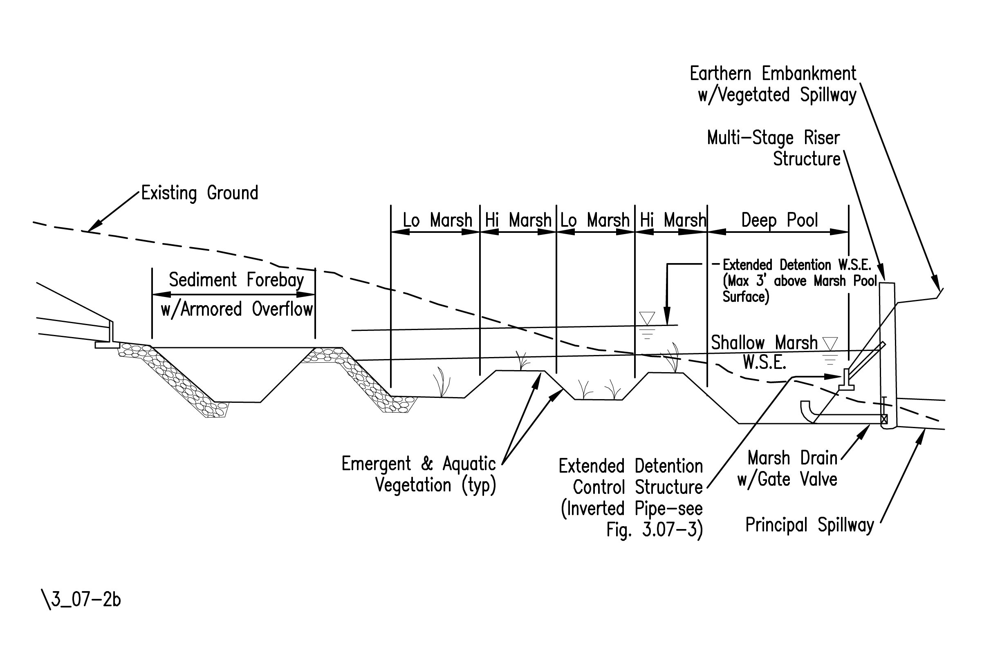 Earthern Embankment
w/Vegetated Spillway
Multi-Stage Riser
Structure
Existing Ground
Lo Marsh
Hi Marsh
Lo Marsh
Hi Marsh
Deep Pool
Extended Detention W.S.E.
(Max 3' above Marsh Pool
Surface)
Sediment Forebay
w/Armored Overflow
Shallow Marsh
W.S.E.
Emergent & Aquatic
Vegetation (typ)
Extended Detention
Control Structure
(Inverted Pipe-see
Fig. 3.07-3)
Marsh Drain
w/Gate Valve
Principal Spillway
\3_07-2b